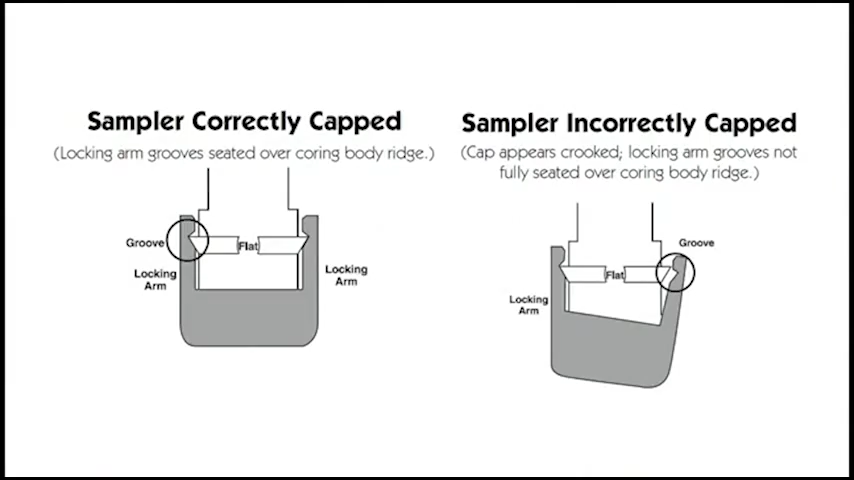 Sampler Correctly Capped
(Locking arm grooves seated over coring body ridge.)
Groove
Flat
Locking
Arm
Locking
Arm
Sampler Incorrectly Capped
(Cap appears crooked; locking arm grooves not
fully seated over coring body ridge.)
Groove
Flat
Locking
Arm